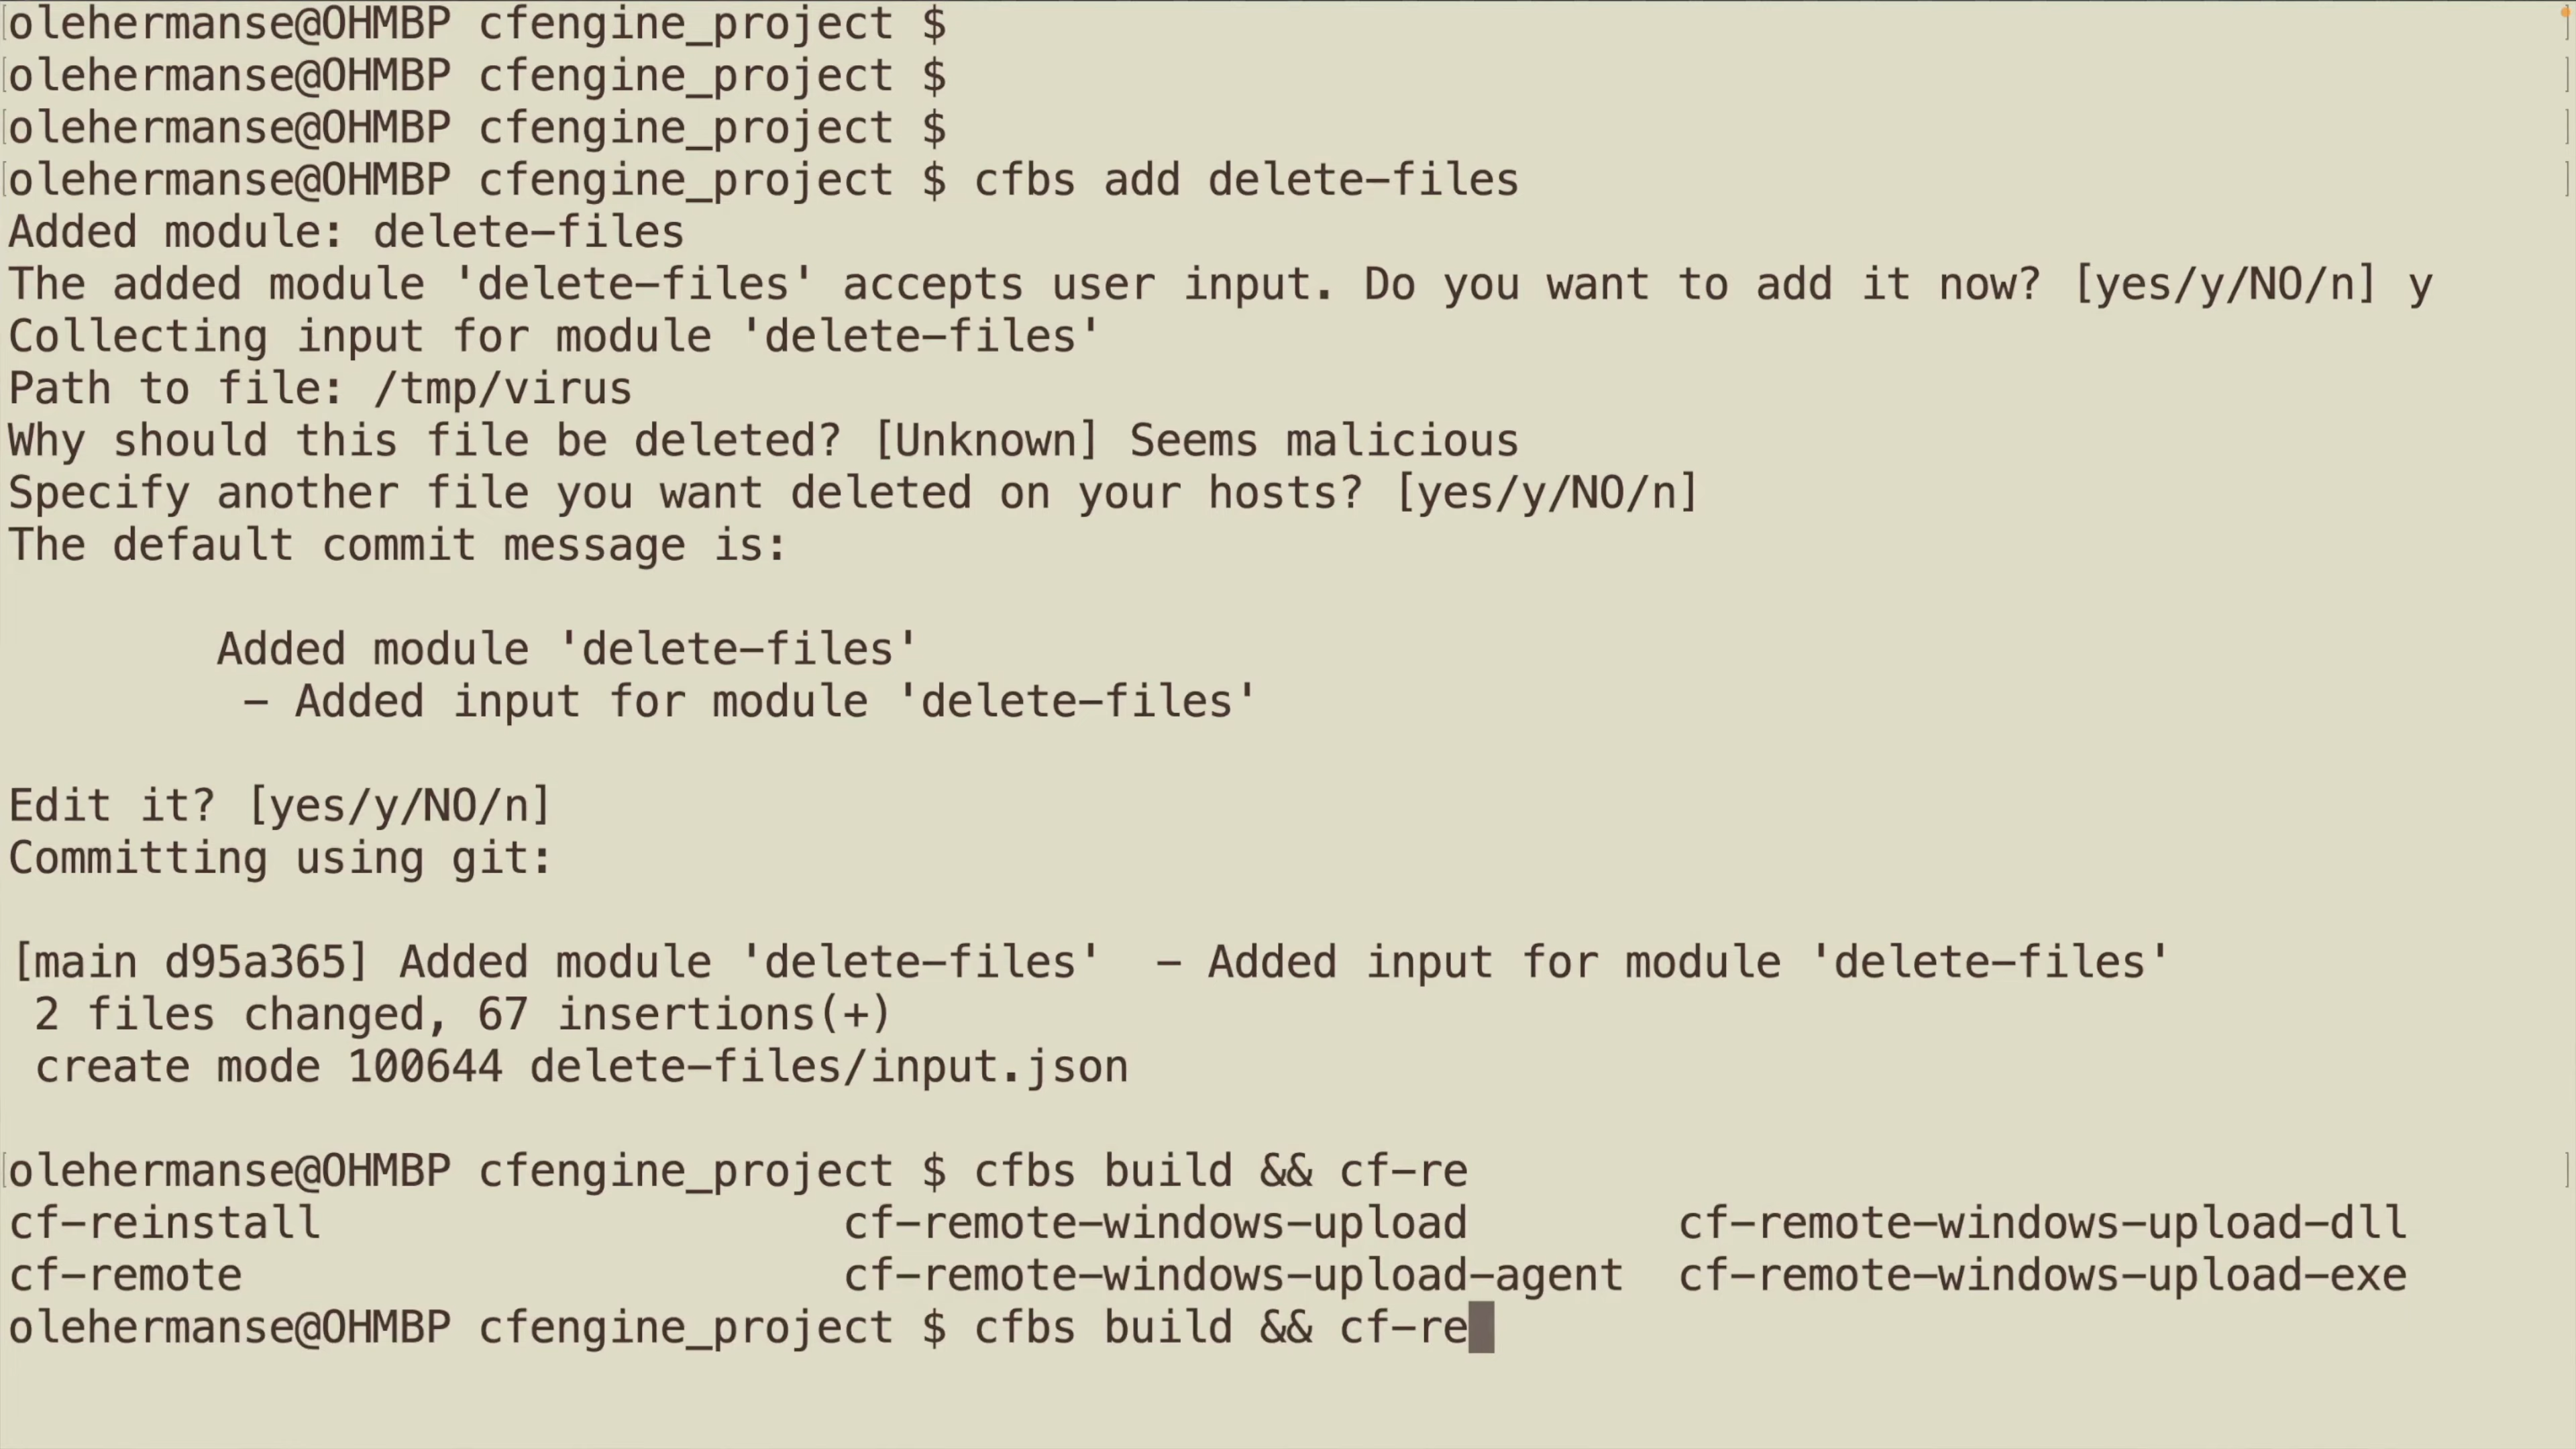 olehermanse@OHMBP cfengine_project $
olehermanse@OHMBP cfengine_project $
olehermanse@OHMBP cfengine_project $
olehermanse@OHMBP cfengine_project $ cfbs add delete-files
Added module: delete-files
The added module 'delete-files' accepts user input. Do you want to add it now? [yes/y/NO/n] y
Collecting input for module 'delete-files'
Path to file: /tmp/virus
Why should this file be deleted? [Unknown] Seems malicious
Specify another file you want deleted on your hosts? [yes/y/NO/n]
The default commit message is:
Added module 'delete-files'
- Added input for module 'delete-files'
Edit it? [yes/y/NO/n]
Committing using git:
[main d95a365] Added module 'delete-files'  - Added input for module 'delete-files'
2 files changed, 67 insertions(+)
create mode 100644 delete-files/input.json
olehermanse@OHMBP cfengine_project $ cfbs build && cf-re
cf-reinstall cf-remote-windows-upload cf-remote-windows-upload-dll
cf-remote cf-remote-windows-upload-agent cf-remote-windows-upload-exe
olehermanse@OHMBP cfengine_project $ cfbs build && cf-re